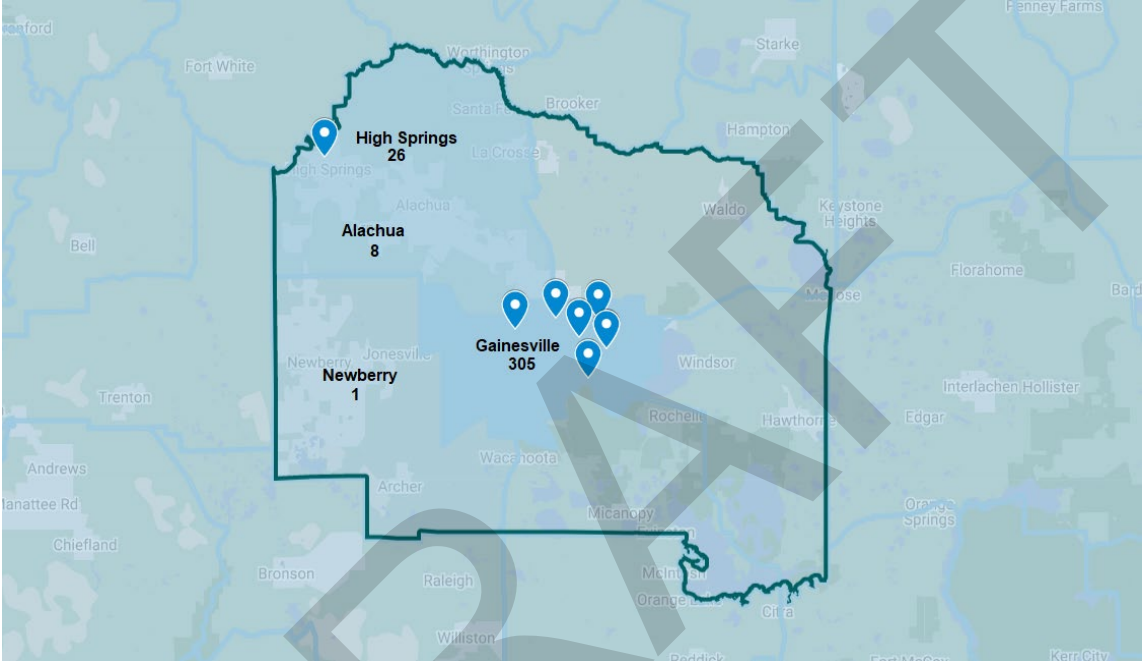 Penney Farms
Starke
Worthington
Springs
Fort White
Brooker
Santa Fe
Hampton
High Springs
26
La Crosse
High Springs
Alachua
Waldo
Keystone
Heights
Alachua
8
Bell
Florahome
Melrose
Gainesville
305
Newberry
Jonesville
Windsor
Newberry
1
Interlachen
Hollister
Trenton
Rochelle
Hawthorne
Edgar
Wacahoota
Andrews
Archer
Manattee Rd
Orange
Springs
Micanopy
Evinston
Chiefland
Bronson
Raleigh
McIntosh
Orange Lake
Citra
Williston
Reddick
Fort McCoy
Kerr City
DRAFT